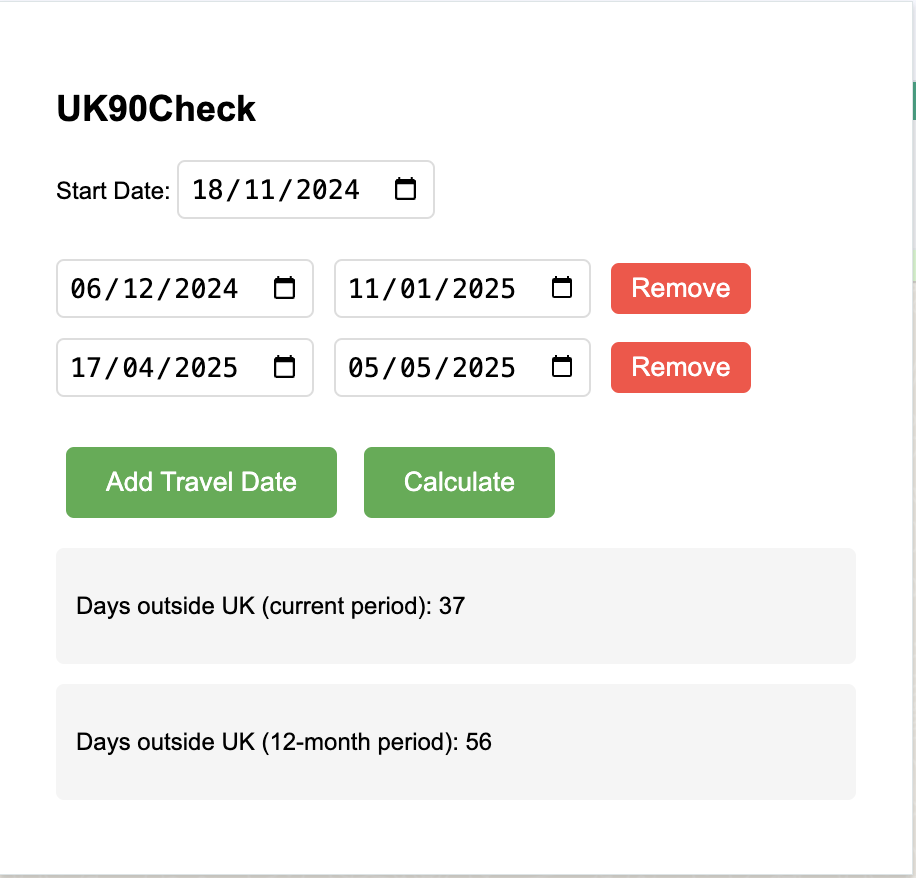 UK90Check
Start Date: 18/11/2024
06/12/2024 11/01/2025 Remove
17/04/2025 05/05/2025 Remove
Add Travel Date Calculate
Days outside UK (current period): 37
Days outside UK (12-month period): 56